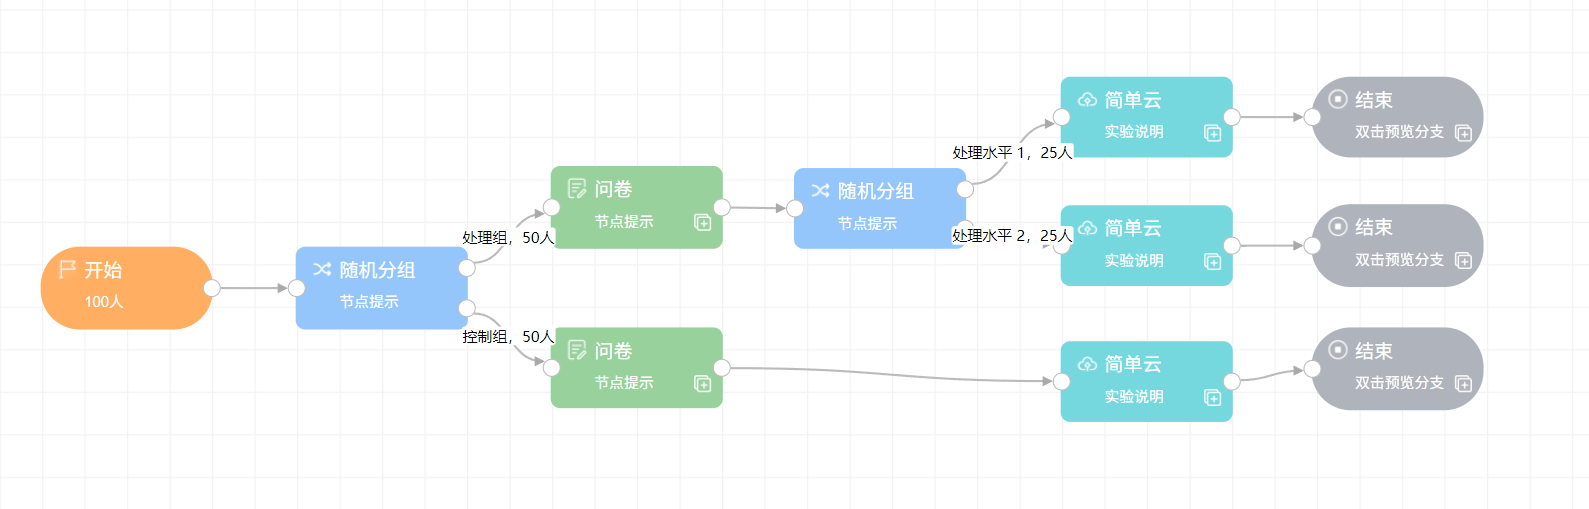 开始
100人
随机分组
节点提示
处理组，50人
控制组，50人
问卷
节点提示
问卷
节点提示
随机分组
节点提示
处理水平 1，25人
处理水平 2，25人
简单云
实验说明
结束
双击预览分支
简单云
实验说明
结束
双击预览分支
简单云
实验说明
结束
双击预览分支